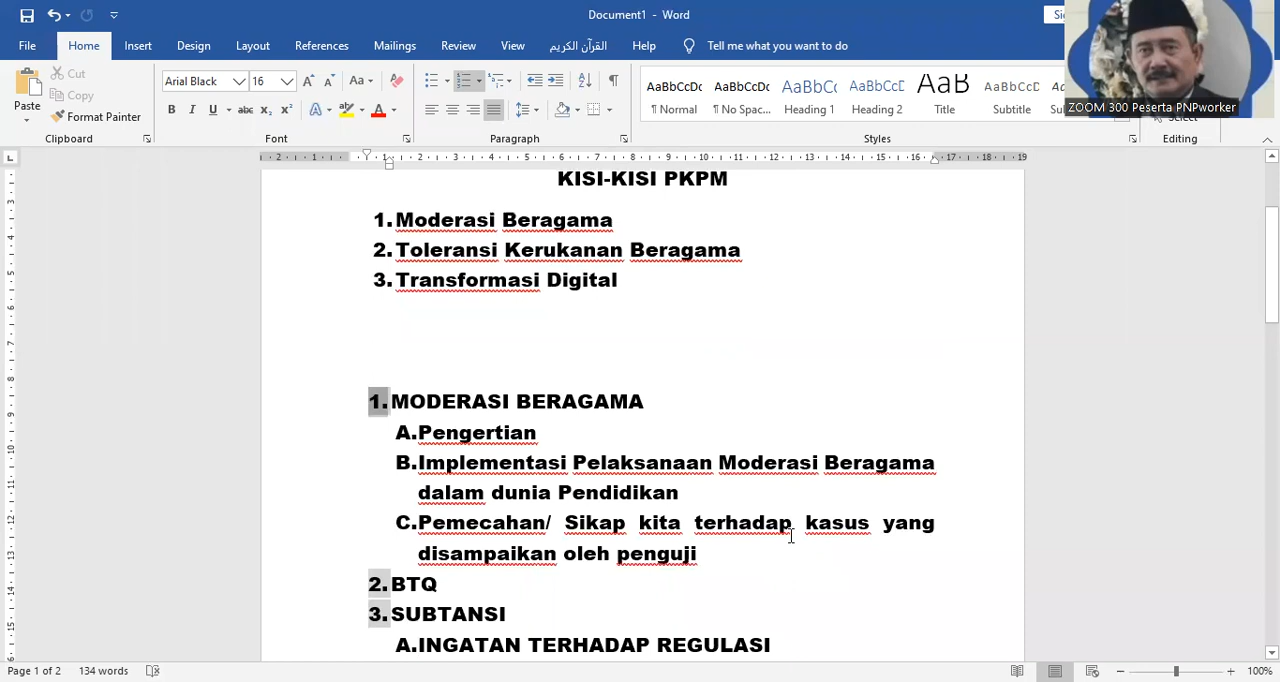 Document1 - Word
File Home Insert Design Layout References Mailings Review View القرآن الكريم Help Tell me what you want to do
ZOOM 300 Peserta PNPworker
Paste Cut Copy Format Painter
Arial Black 16
Clipboard Font Paragraph Styles Editing
AaBbCcDc AaBbCcDc AaBbCc AaBbCcD AaB AaBbCcD
¶ Normal ¶ No Spac... Heading 1 Heading 2 Title Subtitle
Select
KISI-KISI PKPM
1. Moderasi Beragama
2. Toleransi Kerukanan Beragama
3. Transformasi Digital
1. MODERASI BERAGAMA
A. Pengertian
B. Implementasi Pelaksanaan Moderasi Beragama
dalam dunia Pendidikan
C. Pemecahan/ Sikap kita terhadap kasus yang
disampaikan oleh penguji
2. BTQ
3. SUBTANSI
A. INGATAN TERHADAP REGULASI
Page 1 of 2 134 words 100%